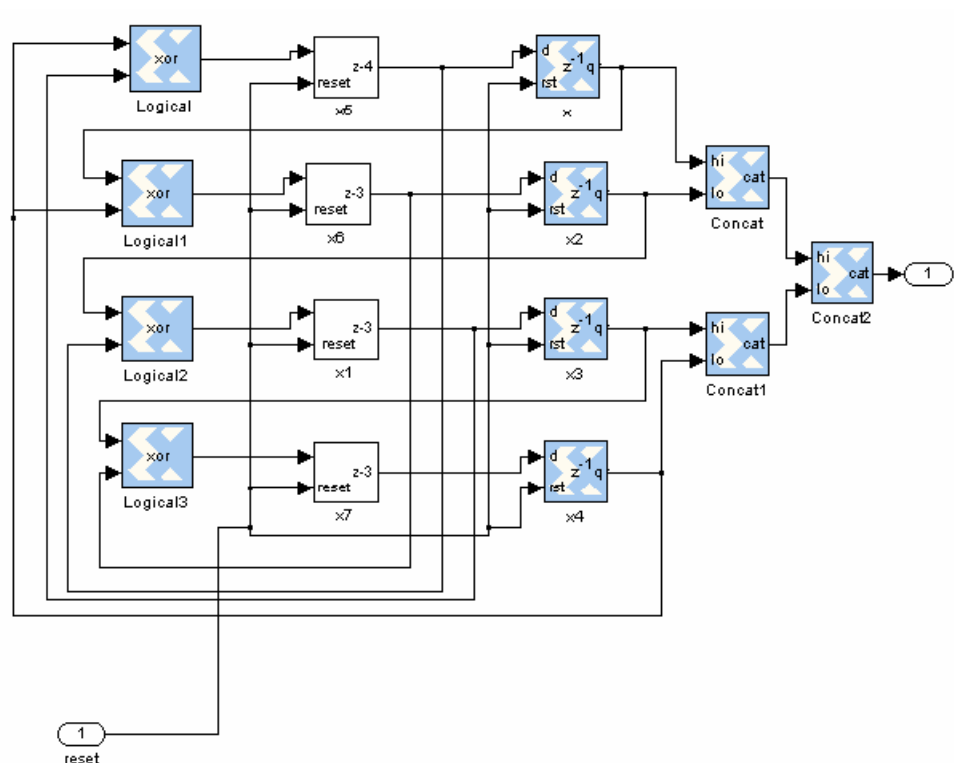 xor
Logical
z-4
reset
x5
d
z-1 q
rst
x
xor
Logical1
z-3
reset
x6
d
z-1 q
rst
x2
hi
cat
lo
Concat
xor
Logical2
z-3
reset
x1
d
z-1 q
rst
x3
hi
cat
lo
Concat1
hi
cat
lo
Concat2
1
xor
Logical3
z-3
reset
x7
d
z-1 q
rst
x4
1
reset